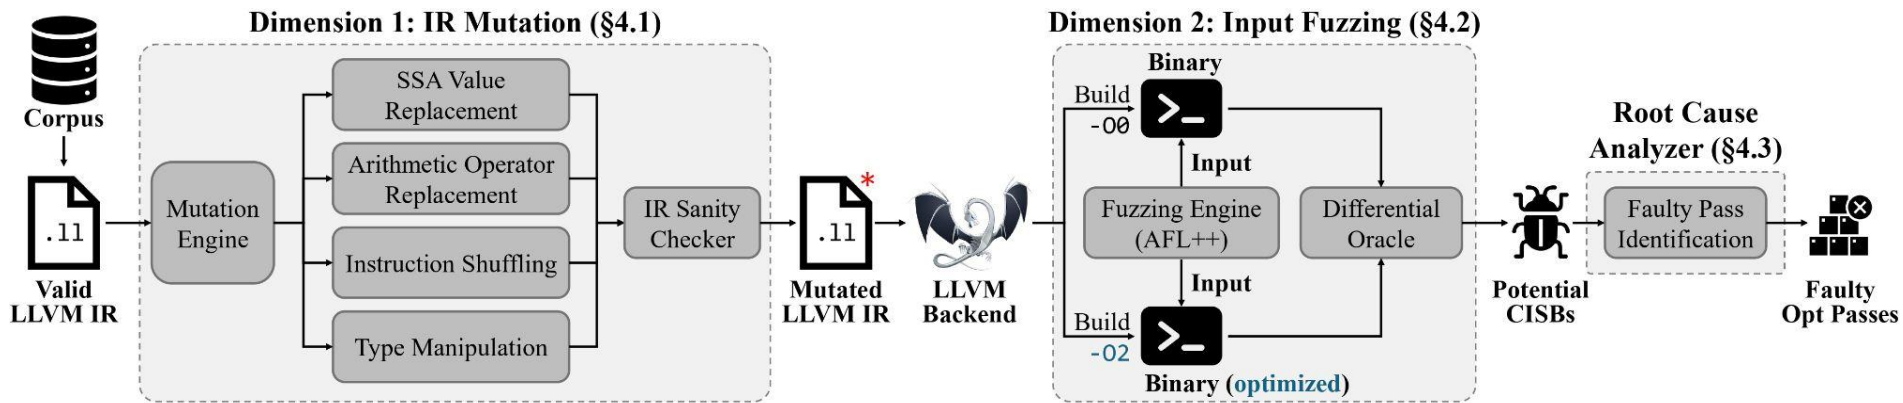 Dimension 1: IR Mutation (§4.1)
Corpus
.ll
Valid
LLVM IR
Mutation
Engine
SSA Value
Replacement
Arithmetic Operator
Replacement
Instruction Shuffling
Type Manipulation
IR Sanity
Checker
*
.ll
Mutated
LLVM IR
LLVM
Backend
Dimension 2: Input Fuzzing (§4.2)
Binary
Build
-O0
>_
Input
Fuzzing Engine
(AFL++)
Input
Build
-O2
>_
Binary (optimized)
Differential
Oracle
Potential
CISBs
Root Cause
Analyzer (§4.3)
Faulty Pass
Identification
Faulty
Opt Passes